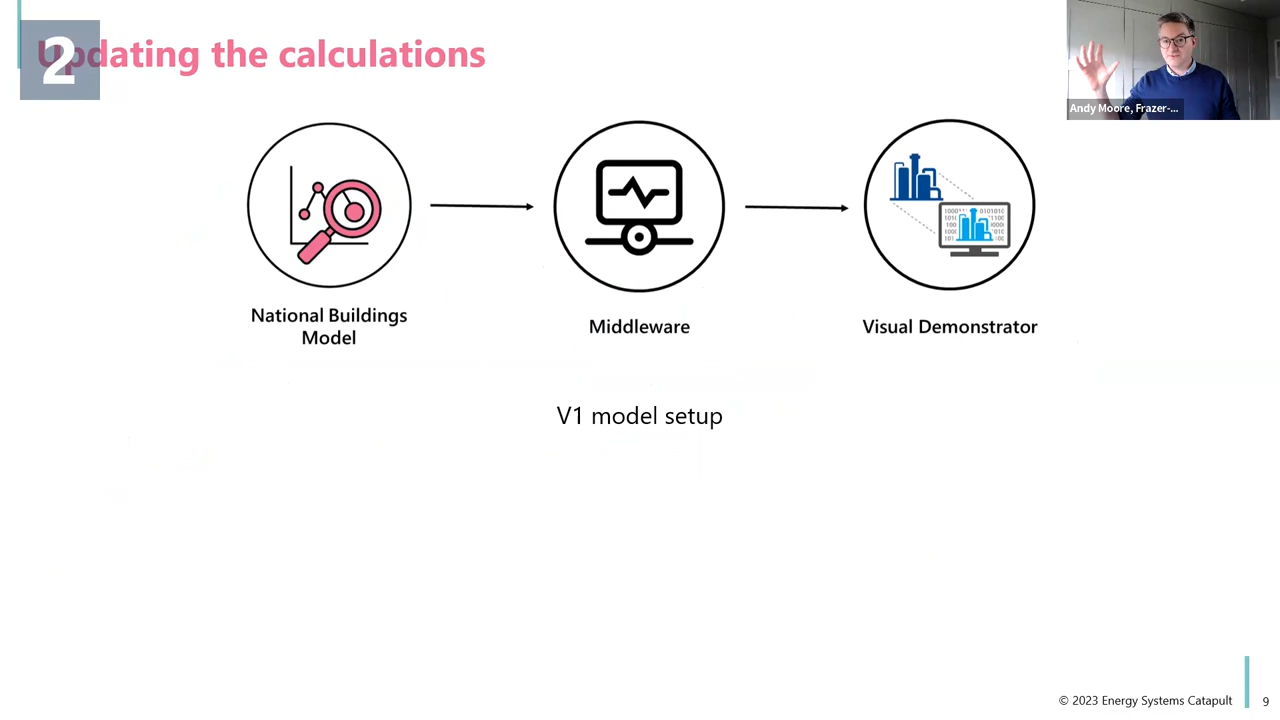 2
Updating the calculations
Andy Moore, Frazer-...
National Buildings
Model
Middleware
Visual Demonstrator
V1 model setup
© 2023 Energy Systems Catapult
9